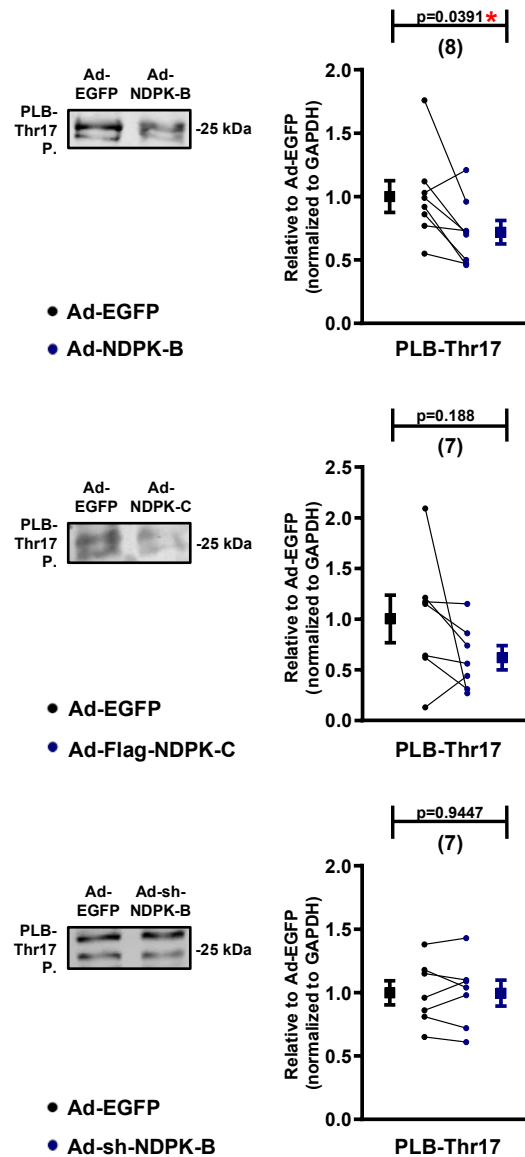 p=0.0391 *
(8)
Ad-
EGFP
Ad-
NDPK-B
PLB-
Thr17
P.
-25 kDa
Relative to Ad-EGFP
(normalized to GAPDH)
2.0
1.5
1.0
0.5
0.0
PLB-Thr17
Ad-EGFP
Ad-NDPK-B
p=0.188
(7)
Ad-
EGFP
Ad-
NDPK-C
PLB-
Thr17
P.
-25 kDa
Relative to Ad-EGFP
(normalized to GAPDH)
2.5
2.0
1.5
1.0
0.5
0.0
PLB-Thr17
Ad-EGFP
Ad-Flag-NDPK-C
p=0.9447
(7)
Ad-
EGFP
Ad-sh-
NDPK-B
PLB-
Thr17
P.
-25 kDa
Relative to Ad-EGFP
(normalized to GAPDH)
2.0
1.5
1.0
0.5
0.0
PLB-Thr17
Ad-EGFP
Ad-sh-NDPK-B